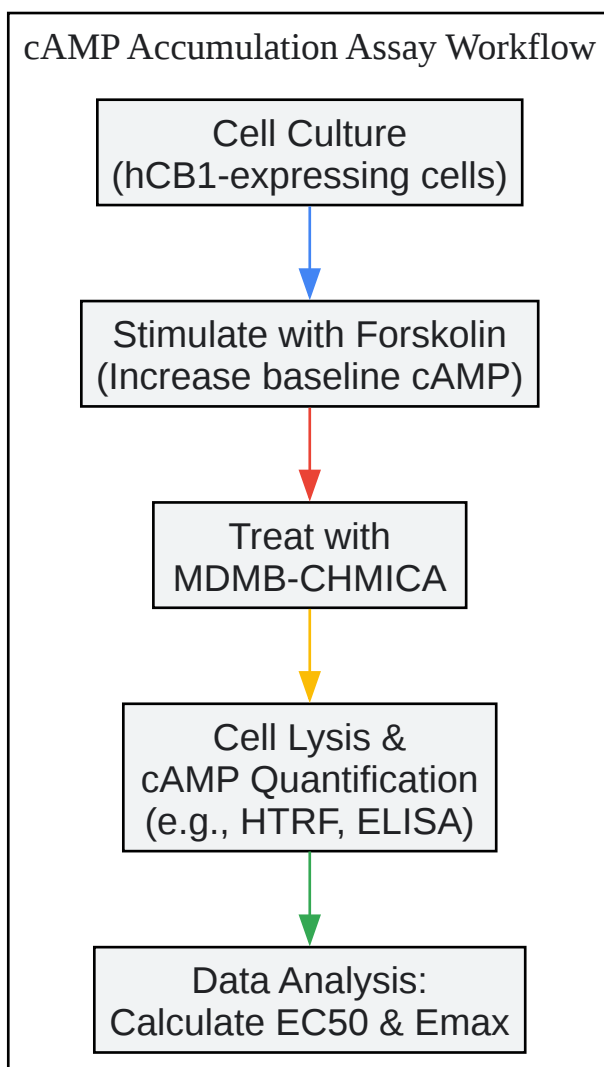 cAMP Accumulation Assay Workflow
Cell Culture
(hCB1-expressing cells)
Stimulate with Forskolin
(Increase baseline cAMP)
Treat with
MDMB-CHMICA
Cell Lysis &
cAMP Quantification
(e.g., HTRF, ELISA)
Data Analysis:
Calculate EC50 & Emax